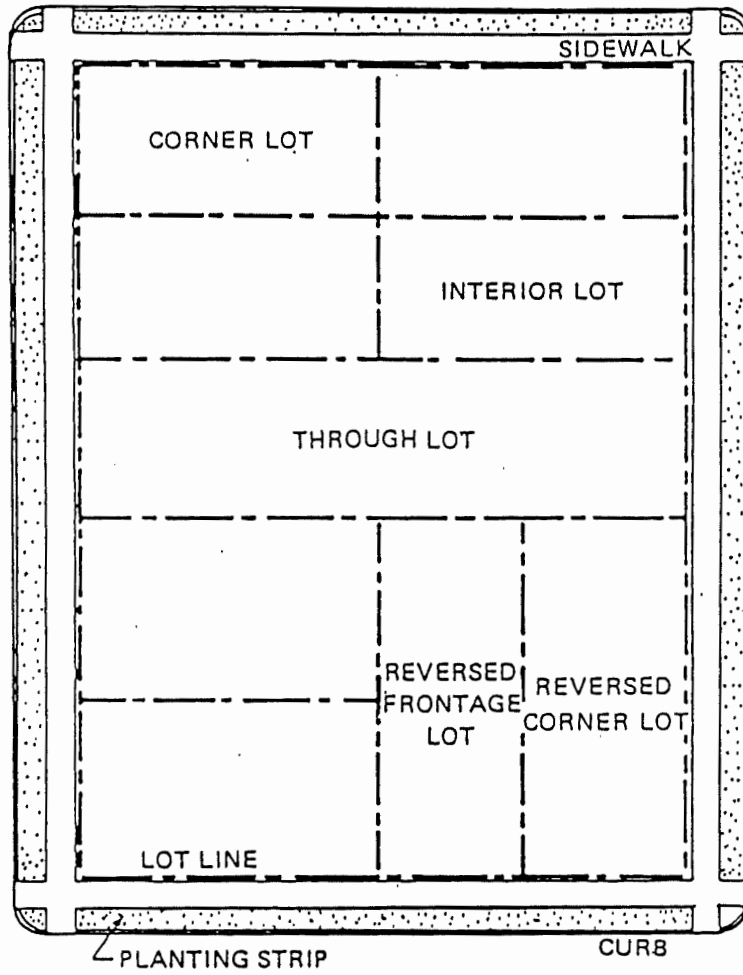 SIDEWALK
CORNER LOT
INTERIOR LOT
THROUGH LOT
REVERSED
FRONTAGE
LOT
REVERSED
CORNER LOT
LOT LINE
PLANTING STRIP
CURB